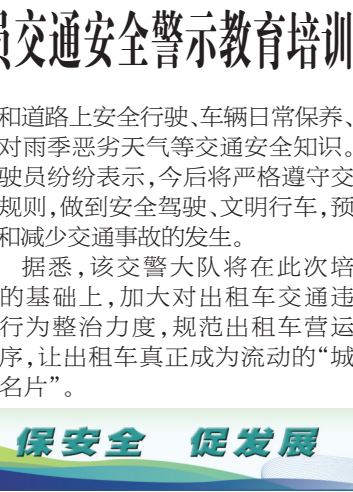 员交通安全警示教育培训
和道路上安全行驶、车辆日常保养、
对雨季恶劣天气等交通安全知识。
驶员纷纷表示,今后将严格遵守交
规则,做到安全驾驶、文明行车,预
和减少交通事故的发生。
据悉,该交警大队将在此次培
的基础上,加大对出租车交通违
行为整治力度,规范出租车营运
序,让出租车真正成为流动的“城
名片”。
保安全 促发展